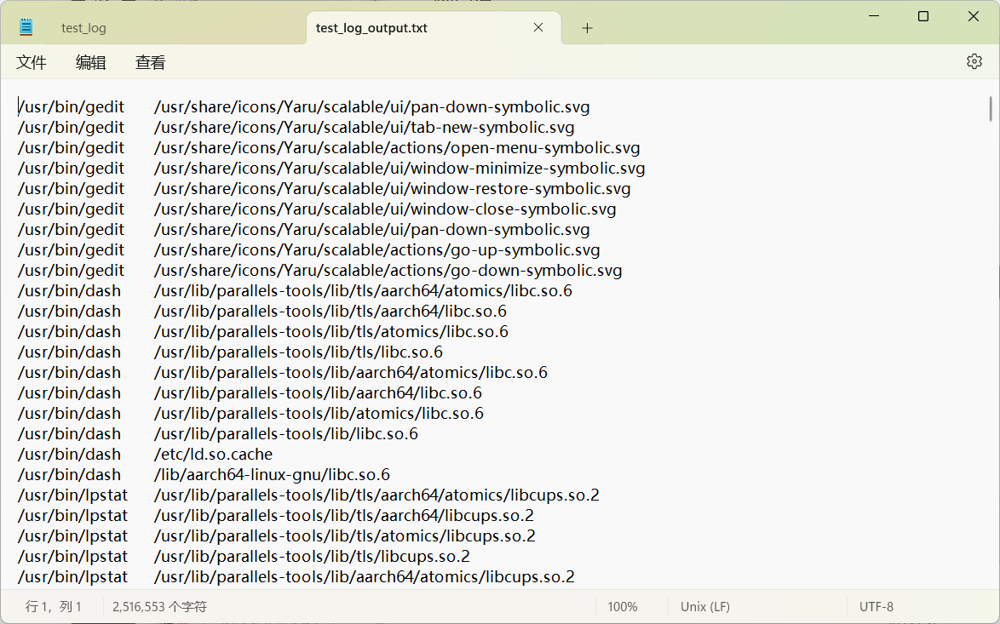 test_log
test_log_output.txt
文件 编辑 查看
/usr/bin/gedit /usr/share/icons/Yaru/scalable/ui/pan-down-symbolic.svg
/usr/bin/gedit /usr/share/icons/Yaru/scalable/ui/tab-new-symbolic.svg
/usr/bin/gedit /usr/share/icons/Yaru/scalable/actions/open-menu-symbolic.svg
/usr/bin/gedit /usr/share/icons/Yaru/scalable/ui/window-minimize-symbolic.svg
/usr/bin/gedit /usr/share/icons/Yaru/scalable/ui/window-restore-symbolic.svg
/usr/bin/gedit /usr/share/icons/Yaru/scalable/ui/window-close-symbolic.svg
/usr/bin/gedit /usr/share/icons/Yaru/scalable/ui/pan-down-symbolic.svg
/usr/bin/gedit /usr/share/icons/Yaru/scalable/actions/go-up-symbolic.svg
/usr/bin/gedit /usr/share/icons/Yaru/scalable/actions/go-down-symbolic.svg
/usr/bin/dash /usr/lib/parallels-tools/lib/tls/aarch64/atomics/libc.so.6
/usr/bin/dash /usr/lib/parallels-tools/lib/tls/aarch64/libc.so.6
/usr/bin/dash /usr/lib/parallels-tools/lib/tls/atomics/libc.so.6
/usr/bin/dash /usr/lib/parallels-tools/lib/tls/libc.so.6
/usr/bin/dash /usr/lib/parallels-tools/lib/aarch64/atomics/libc.so.6
/usr/bin/dash /usr/lib/parallels-tools/lib/aarch64/libc.so.6
/usr/bin/dash /usr/lib/parallels-tools/lib/atomics/libc.so.6
/usr/bin/dash /usr/lib/parallels-tools/lib/libc.so.6
/usr/bin/dash /etc/ld.so.cache
/usr/bin/dash /lib/aarch64-linux-gnu/libc.so.6
/usr/bin/lpstat /usr/lib/parallels-tools/lib/tls/aarch64/atomics/libcups.so.2
/usr/bin/lpstat /usr/lib/parallels-tools/lib/tls/aarch64/libcups.so.2
/usr/bin/lpstat /usr/lib/parallels-tools/lib/tls/atomics/libcups.so.2
/usr/bin/lpstat /usr/lib/parallels-tools/lib/tls/libcups.so.2
/usr/bin/lpstat /usr/lib/parallels-tools/lib/aarch64/atomics/libcups.so.2
行 1，列 1 2,516,553 个字符 100% Unix (LF) UTF-8